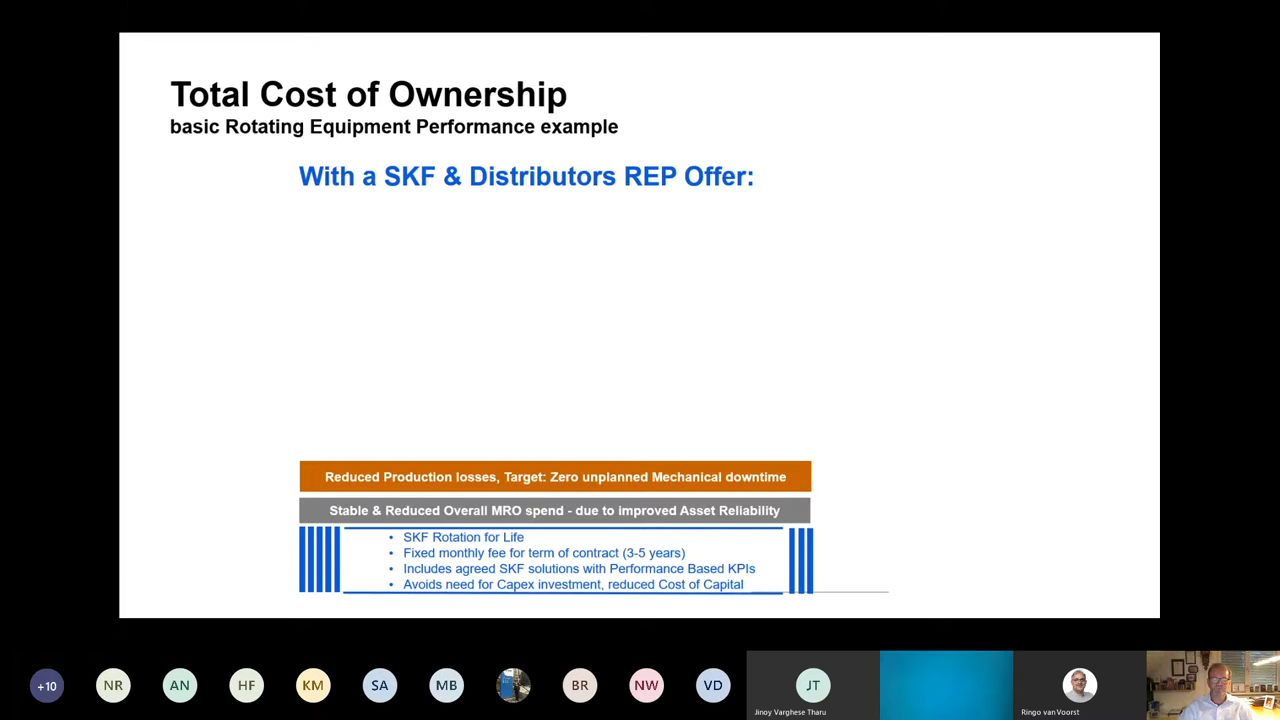 Total Cost of Ownership
basic Rotating Equipment Performance example
With a SKF & Distributors REP Offer:
Reduced Production losses, Target: Zero unplanned Mechanical downtime
Stable & Reduced Overall MRO spend - due to improved Asset Reliability
• SKF Rotation for Life
• Fixed monthly fee for term of contract (3-5 years)
• Includes agreed SKF solutions with Performance Based KPIs
• Avoids need for Capex investment, reduced Cost of Capital
+10 NR AN HF KM SA MB BR NW VD JT
Jinoy Varghese Tharu Ringo van Voorst